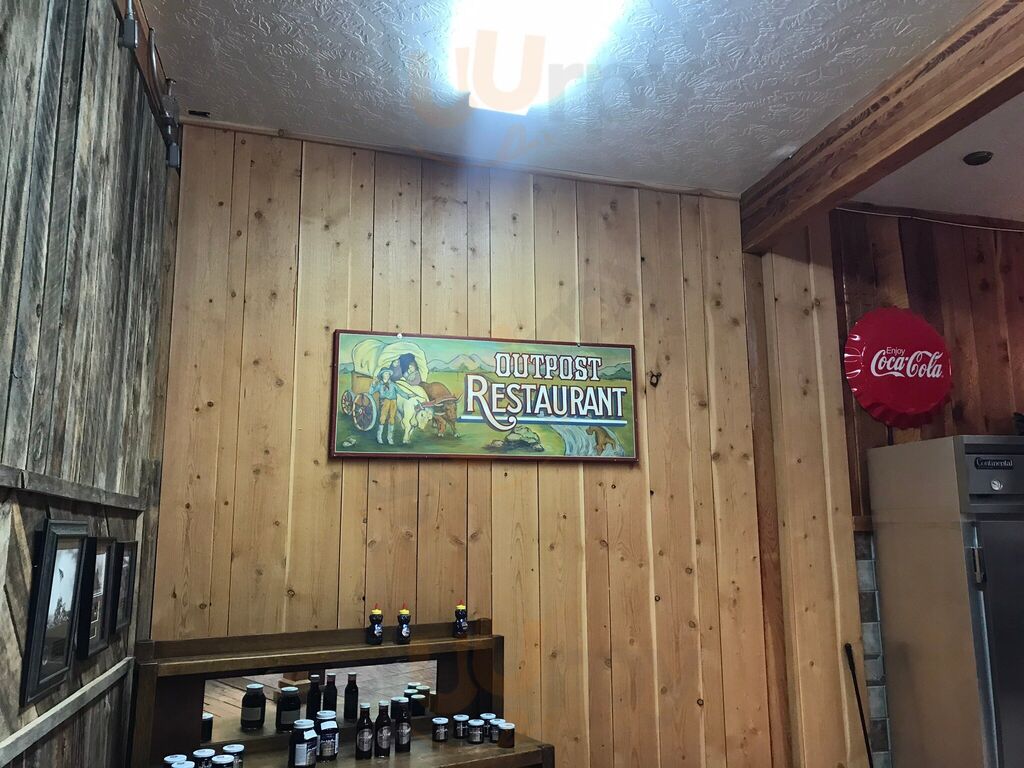 OUTPOST
RESTAURANT
Enjoy
Coca-Cola
Continental